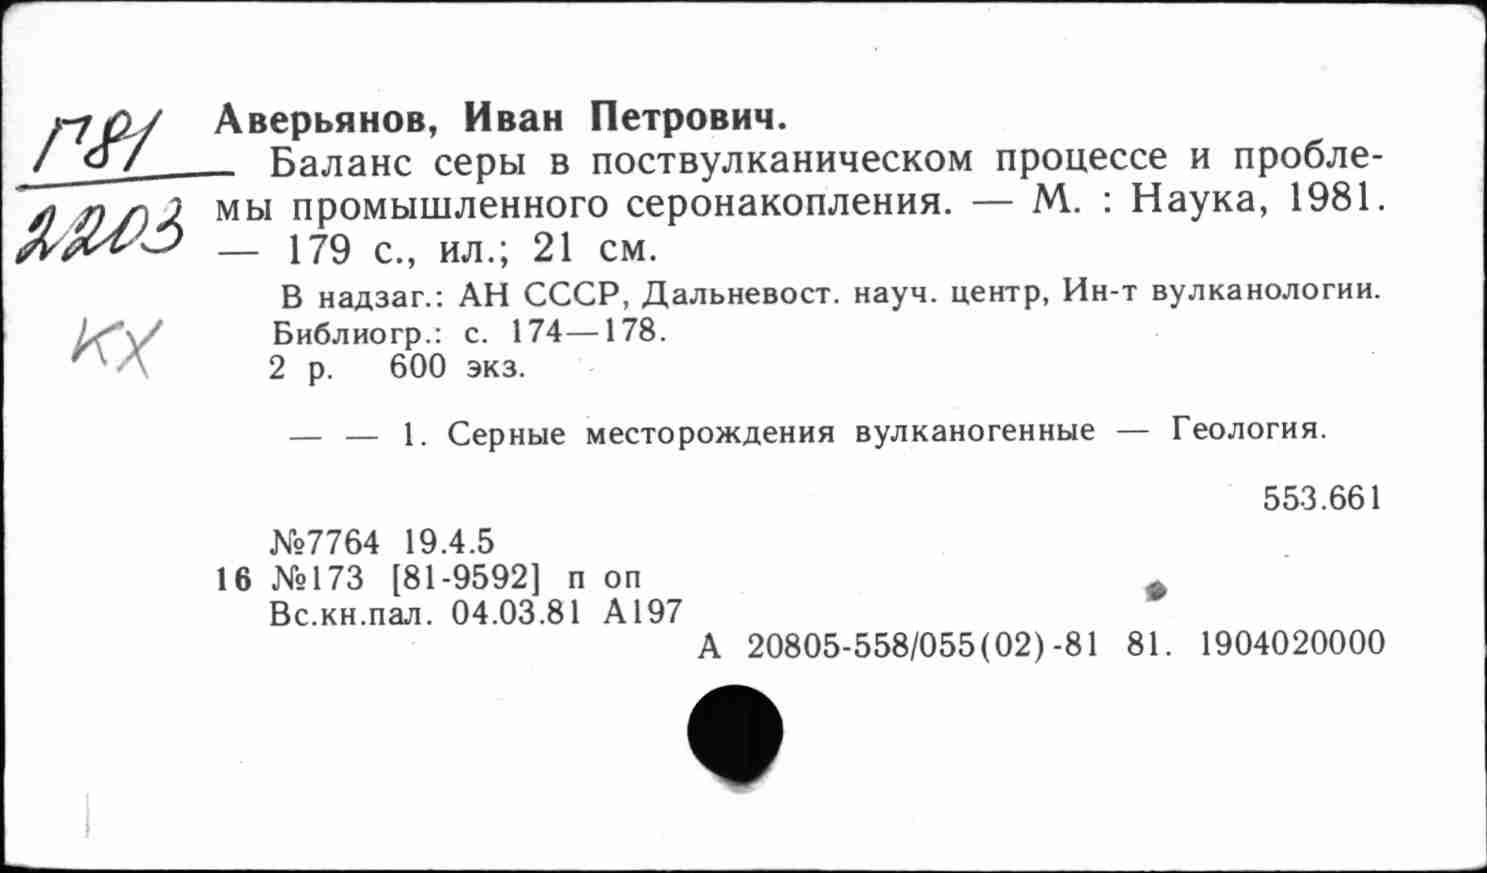 Г81
2203
КХ
Аверьянов, Иван Петрович.
Баланс серы в поствулканическом процессе и пробле-
мы промышленного серонакопления. — М. : Наука, 1981.
— 179 с., ил.; 21 см.
В надзаг.: АН СССР, Дальневост. науч. центр, Ин-т вулканологии.
Библиогр.: с. 174—178.
2 р. 600 экз.
— — 1. Серные месторождения вулканогенные — Геология.
553.661
№7764 19.4.5
16 №173 [81-9592] п оп
Вс.кн.пал. 04.03.81 А197
А 20805-558/055(02)-81 81. 1904020000